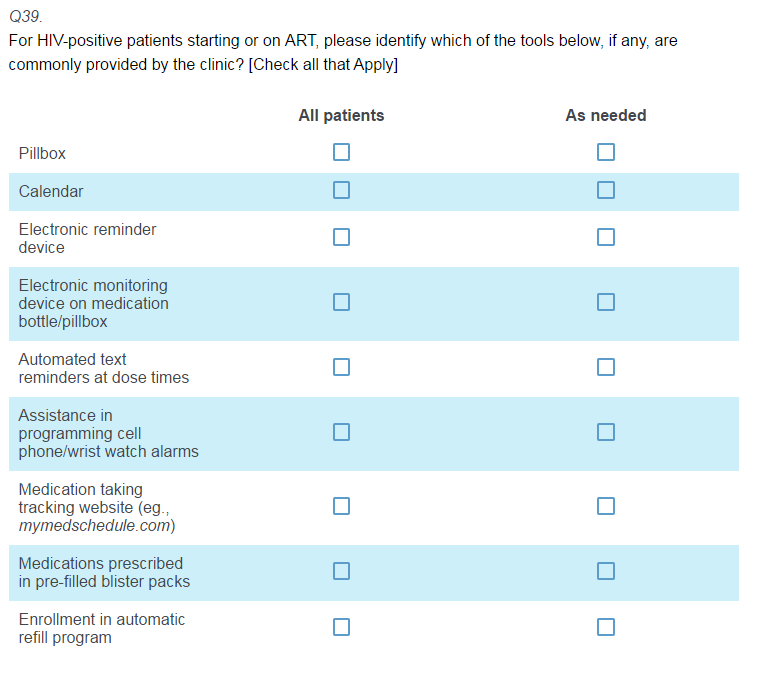 Q39.
For HIV-positive patients starting or on ART, please identify which of the tools below, if any, are
commonly provided by the clinic? [Check all that Apply]
All patients As needed
Pillbox
Calendar
Electronic reminder
device
Electronic monitoring
device on medication
bottle/pillbox
Automated text
reminders at dose times
Assistance in
programming cell
phone/wrist watch alarms
Medication taking
tracking website (eg.,
mymedschedule.com)
Medications prescribed
in pre-filled blister packs
Enrollment in automatic
refill program